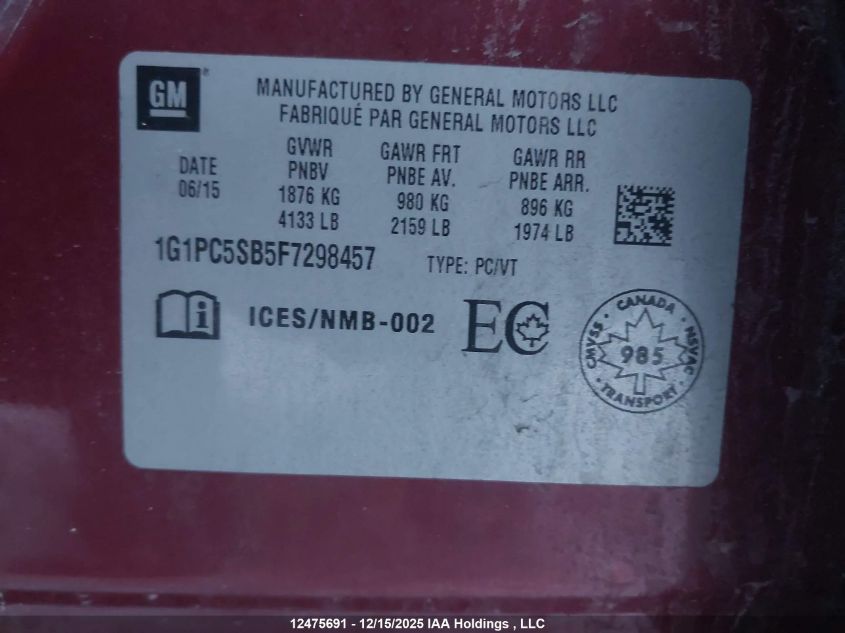 GM
MANUFACTURED BY GENERAL MOTORS LLC
FABRIQUÉ PAR GENERAL MOTORS LLC
DATE
06/15
GVWR
PNBV
1876 KG
4133 LB
GAWR FRT
PNBE AV.
980 KG
2159 LB
GAWR RR
PNBE ARR.
896 KG
1974 LB
1G1PC5SB5F7298457 TYPE: PC/VT
i ICES/NMB-002 EC
CANADA
CMVSS 985 NSVAC
TRANSPORT
12475691 - 12/15/2025 IAA Holdings , LLC